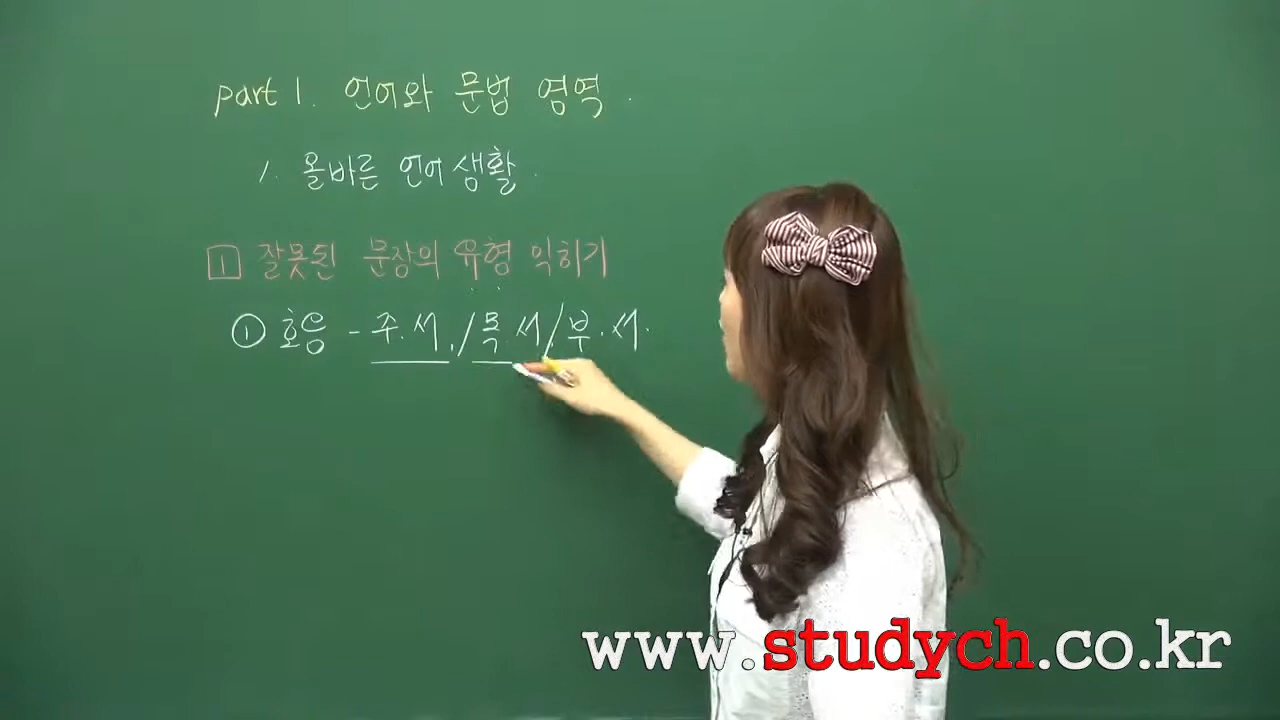 part 1. 언어와 문법 영역.
1. 올바른 언어생활.
1 잘못된 문장의 유형 익히기
① 호응 - 주.서./목.서/부.서.
www.studych.co.kr